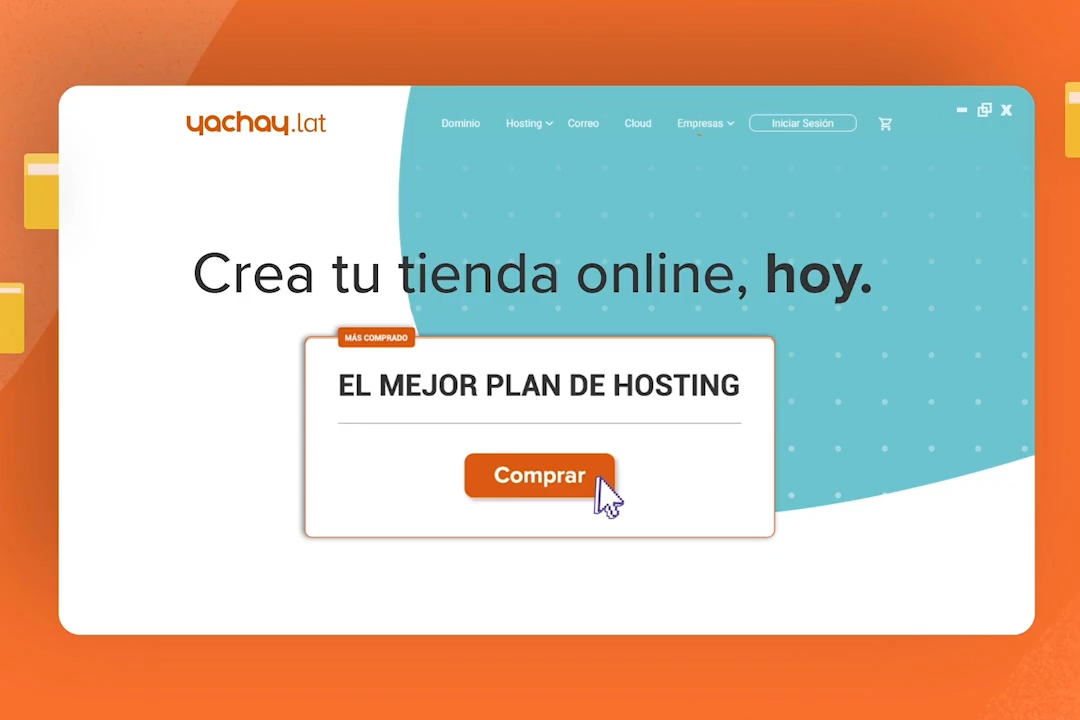 yachay.lat
Dominio Hosting Correo Cloud Empresas Iniciar Sesión
Crea tu tienda online, hoy.
MÁS COMPRADO
EL MEJOR PLAN DE HOSTING
Comprar